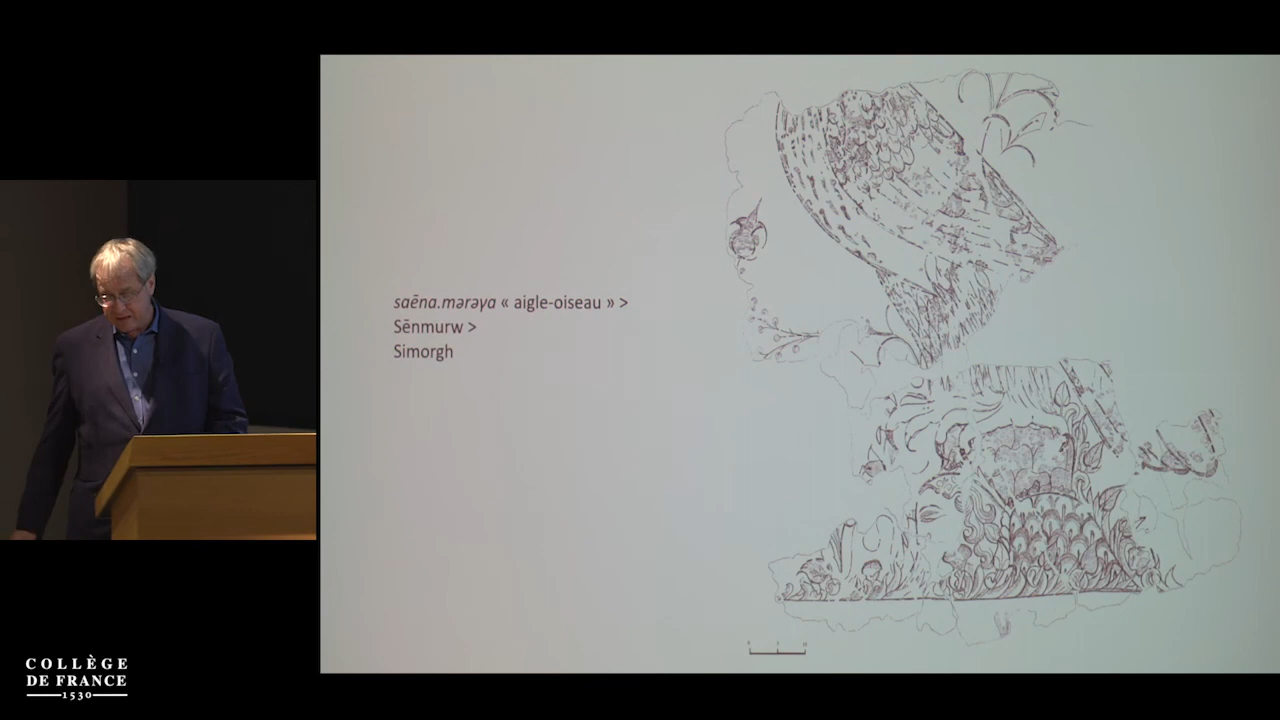 saēna.mərəγa « aigle-oiseau » >
Sēnmurw >
Simorgh
COLLÈGE
DE FRANCE
1530